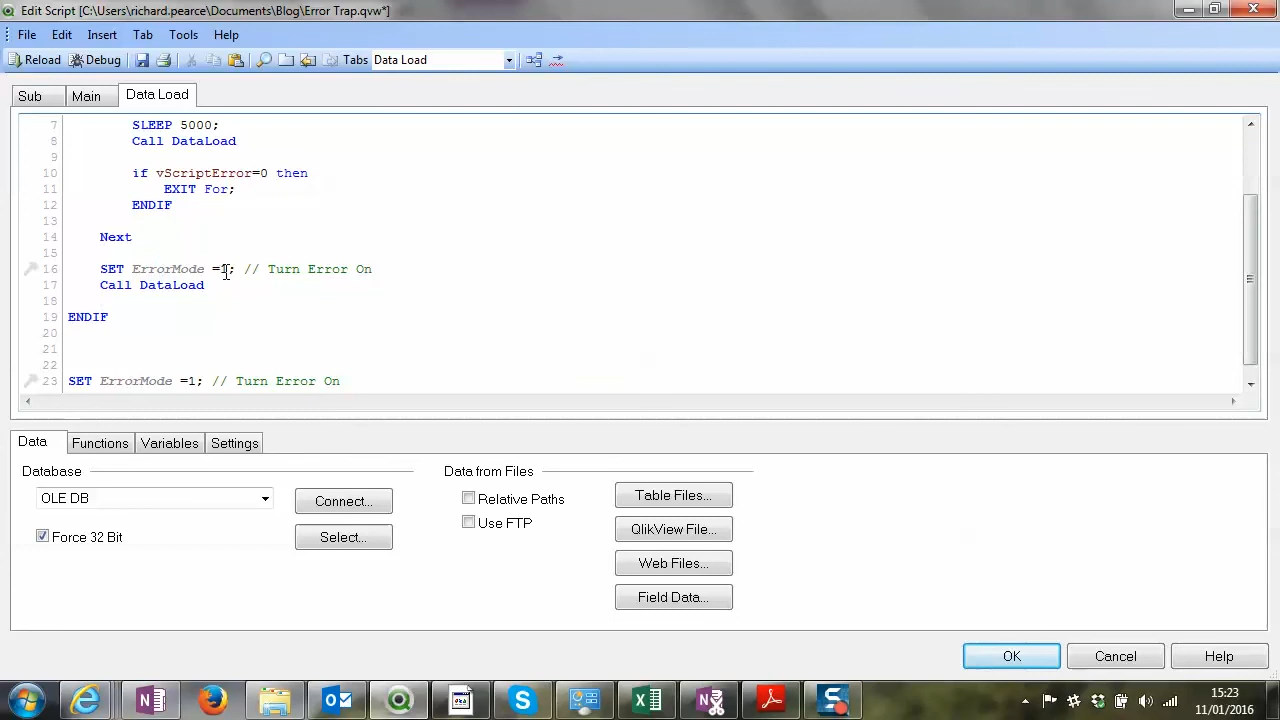 Edit Script [C:\Users\richard.pearce\Documents\Blog\Error Trap.qvw*]
File Edit Insert Tab Tools Help
Reload Debug Tabs Data Load
Sub Main Data Load
7 SLEEP 5000;
8 Call DataLoad
9
10 if vScriptError=0 then
11 EXIT For;
12 ENDIF
13
14 Next
15
16 SET ErrorMode =1; // Turn Error On
17 Call DataLoad
18
19 ENDIF
20
21
22
23 SET ErrorMode =1; // Turn Error On
Data Functions Variables Settings
Database Data from Files
OLE DB Connect... Relative Paths Table Files...
Use FTP QlikView File...
Force 32 Bit Select... Web Files...
Field Data...
OK Cancel Help
15:23
11/01/2016